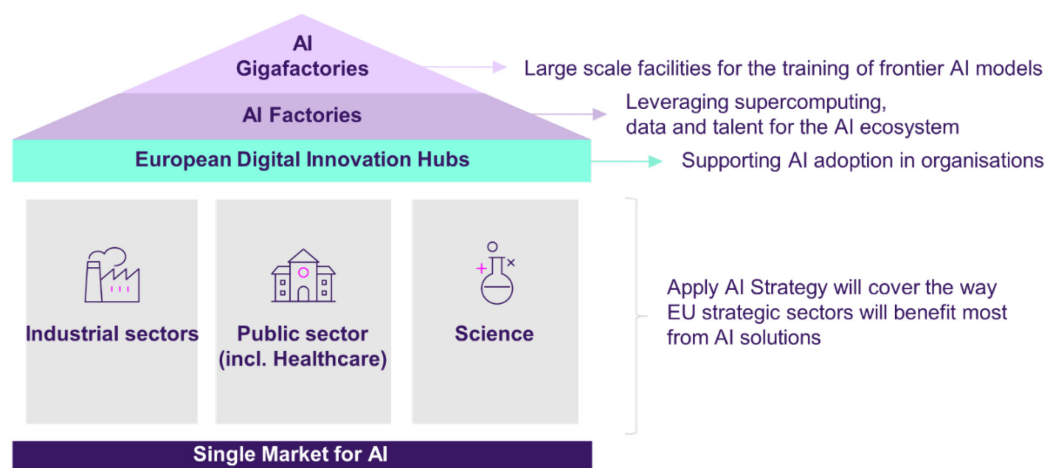 AI
Gigafactories
Large scale facilities for the training of frontier AI models
AI Factories
Leveraging supercomputing,
data and talent for the AI ecosystem
European Digital Innovation Hubs
Supporting AI adoption in organisations
Industrial sectors
Public sector
(incl. Healthcare)
Science
Apply AI Strategy will cover the way
EU strategic sectors will benefit most
from AI solutions
Single Market for AI